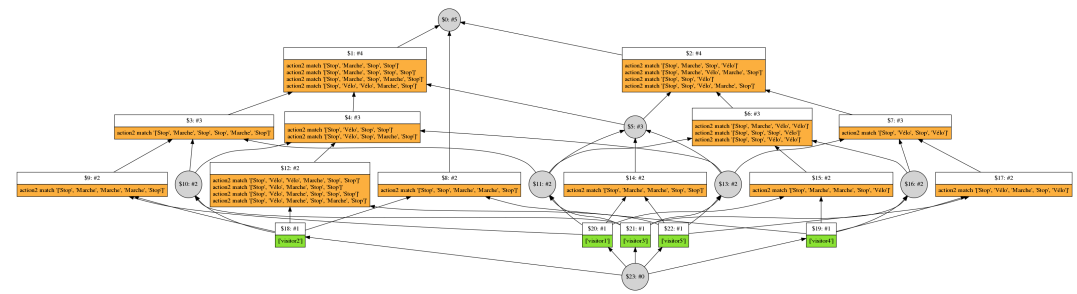 $0: #5
$1: #4
action2 match '['Stop', 'Marche', 'Stop', 'Stop']'
action2 match '['Stop', 'Marche', 'Stop', 'Stop', 'Stop']'
action2 match '['Stop', 'Stop', 'Marche', 'Stop']'
action2 match '['Stop', 'Vélo', 'Vélo', 'Marche', 'Stop']'
$2: #4
action2 match '['Stop', 'Marche', 'Stop', 'Vélo']'
action2 match '['Stop', 'Marche', 'Vélo', 'Marche', 'Stop']'
action2 match '['Stop', 'Stop', 'Vélo']'
action2 match '['Stop', 'Stop', 'Vélo', 'Marche', 'Stop']'
$3: #3
action2 match '['Stop', 'Marche', 'Stop', 'Stop', 'Marche', 'Stop']'
$4: #3
action2 match '['Stop', 'Vélo', 'Stop', 'Stop']'
action2 match '['Stop', 'Vélo', 'Stop', 'Marche', 'Stop']'
$5: #3
$6: #3
action2 match '['Stop', 'Marche', 'Vélo', 'Vélo']'
action2 match '['Stop', 'Stop', 'Stop', 'Vélo']'
action2 match '['Stop', 'Stop', 'Vélo', 'Vélo']'
$7: #3
action2 match '['Stop', 'Vélo', 'Stop', 'Vélo']'
$9: #2
action2 match '['Stop', 'Marche', 'Marche', 'Marche', 'Stop']'
$10: #2
$12: #2
action2 match '['Stop', 'Vélo', 'Vélo', 'Marche', 'Stop', 'Stop']'
action2 match '['Stop', 'Vélo', 'Marche', 'Stop', 'Stop']'
action2 match '['Stop', 'Vélo', 'Marche', 'Marche', 'Stop']'
action2 match '['Stop', 'Vélo', 'Marche', 'Stop', 'Marche', 'Stop']'
$8: #2
action2 match '['Stop', 'Stop', 'Marche', 'Marche', 'Stop']'
$11: #2
$14: #2
action2 match '['Stop', 'Marche', 'Marche', 'Stop', 'Stop']'
$13: #2
$15: #2
action2 match '['Stop', 'Marche', 'Marche', 'Stop', 'Vélo']'
$16: #2
$17: #2
action2 match '['Stop', 'Vélo', 'Marche', 'Stop', 'Vélo']'
$18: #1
['visitor2']
$20: #1
['visitor1']
$21: #1
['visitor3']
$22: #1
['visitor5']
$19: #1
['visitor4']
$23: #0